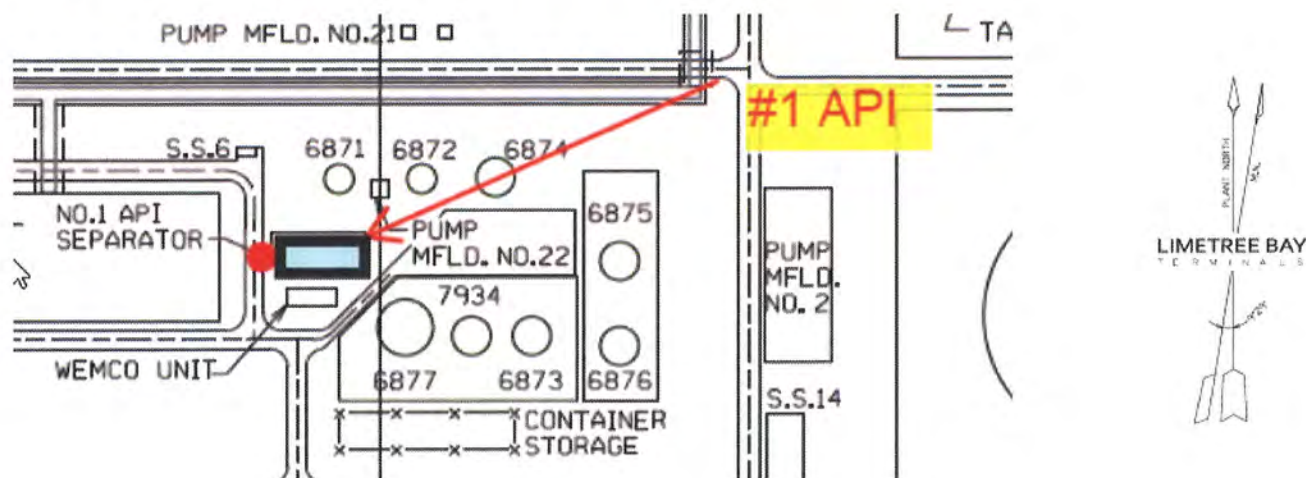 PUMP MFLD. NO.21
TA
#1 API
S.S.6
6871
6872
6874
NO.1 API
SEPARATOR
PUMP
MFLD. NO.22
6875
PUMP
MFLD.
NO. 2
7934
WEMCO UNIT
6877
6873
6876
S.S.14
CONTAINER
STORAGE
PLANT NORTH
LIMETREE BAY
TERMINALS